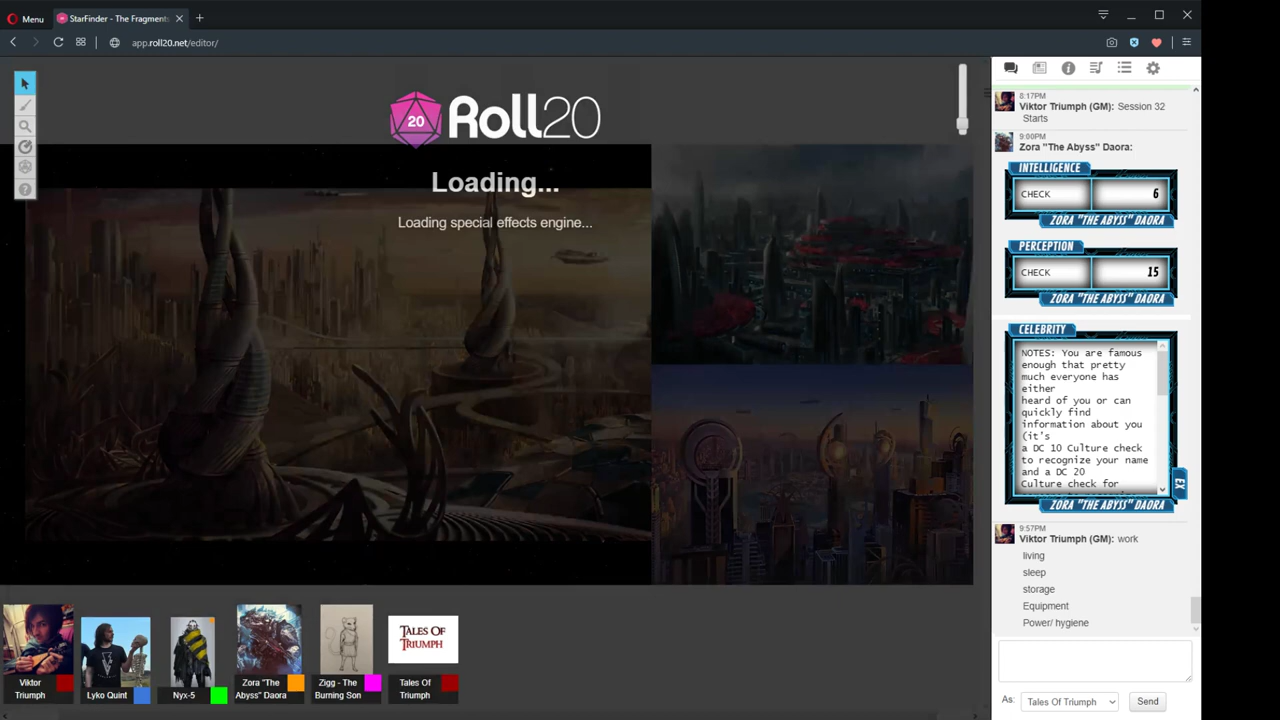 Menu
StarFinder - The Fragments
app.roll20.net/editor/
20
Roll20
Loading...
Loading special effects engine...
8:17PM
Viktor Triumph (GM): Session 32
Starts
9:00PM
Zora "The Abyss" Daora:
INTELLIGENCE
CHECK 6
ZORA "THE ABYSS" DAORA
PERCEPTION
CHECK 15
ZORA "THE ABYSS" DAORA
CELEBRITY
NOTES: You are famous
enough that pretty
much everyone has
either
heard of you or can
quickly find
information about you
(it's
a DC 10 Culture check
to recognize your name
and a DC 20
Culture check for
EX
ZORA "THE ABYSS" DAORA
9:57PM
Viktor Triumph (GM): work
living
sleep
storage
Equipment
Power/ hygiene
As: Tales Of Triumph
Send
Viktor
Triumph
Lyko Quint
Nyx-5
Zora "The
Abyss" Daora
Zigg - The
Burning Son
TALES OF
TRIUMPH
Tales Of
Triumph